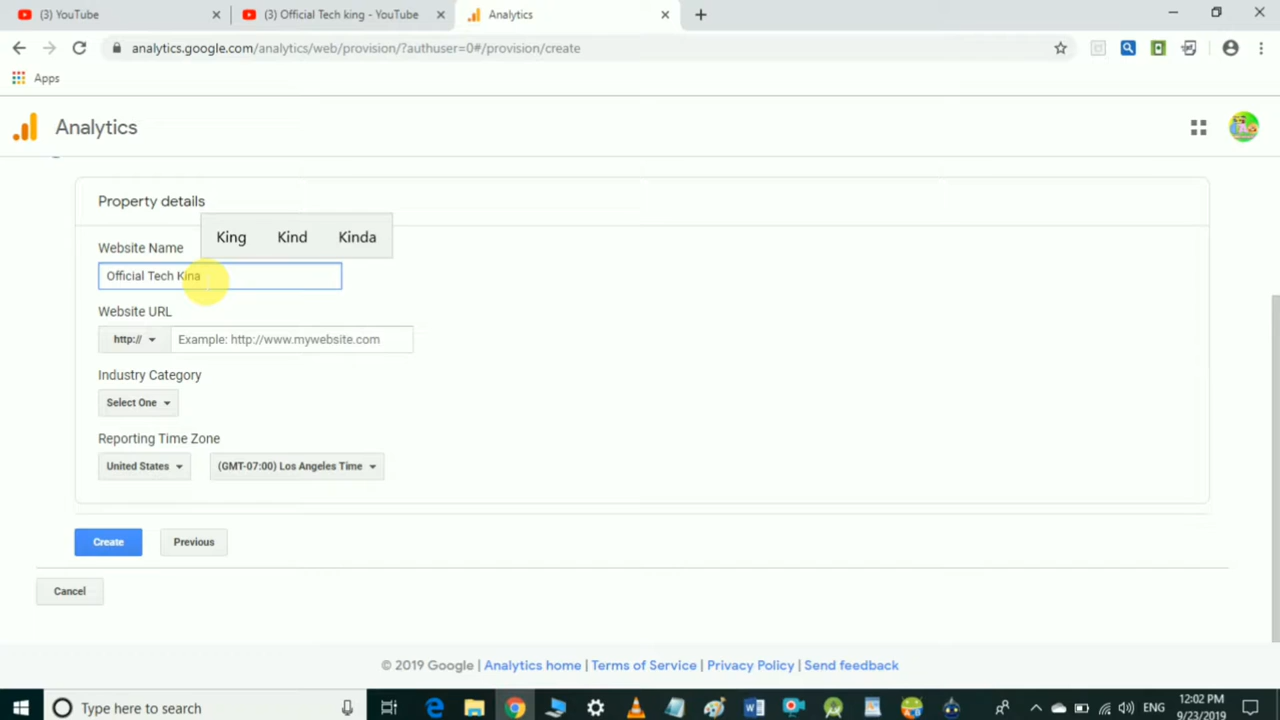 (3) YouTube
(3) Official Tech king - YouTube
Analytics
analytics.google.com/analytics/web/provision/?authuser=0#/provision/create
Apps
Analytics
Property details
King Kind Kinda
Website Name
Official Tech Kina
Website URL
http:// Example: http://www.mywebsite.com
Industry Category
Select One
Reporting Time Zone
United States (GMT-07:00) Los Angeles Time
Create Previous
Cancel
© 2019 Google | Analytics home | Terms of Service | Privacy Policy | Send feedback
Type here to search
ENG
12:02 PM
9/23/2019